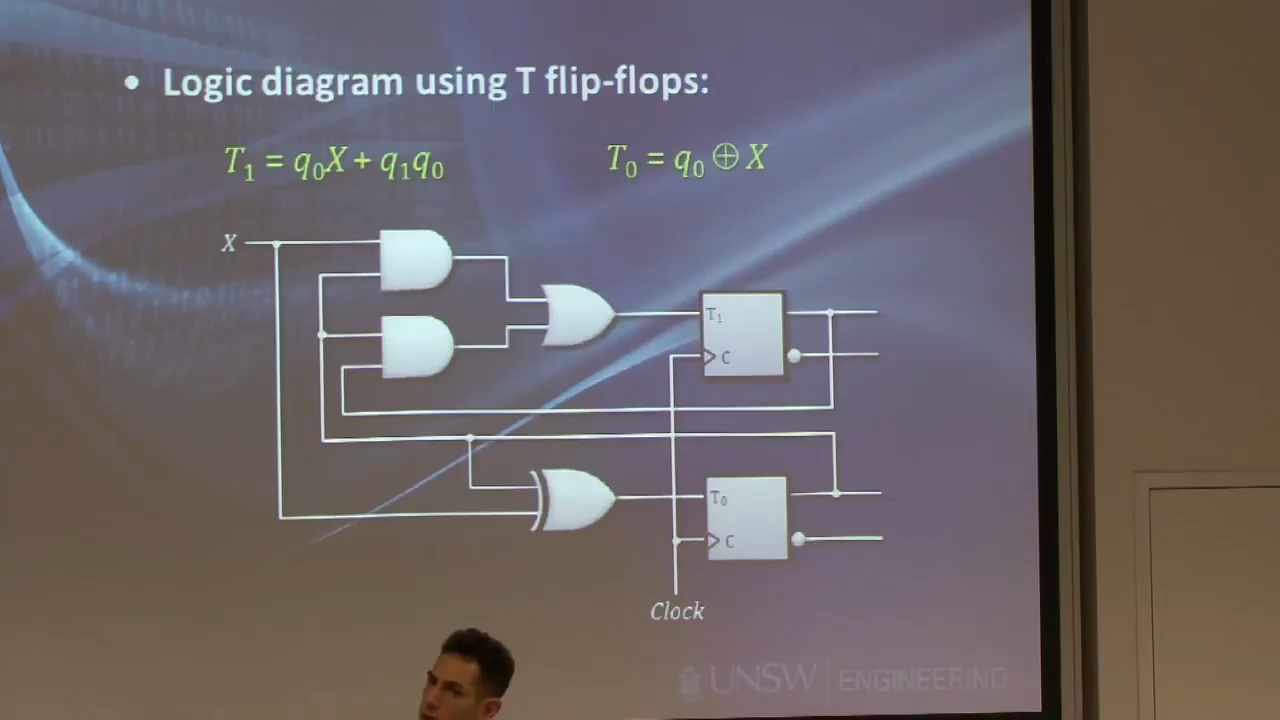 • Logic diagram using T flip-flops:
T₁ = q₀X + q₁q₀
T₀ = q₀ ⊕ X
X
T₁
C
T₀
C
Clock
UNSW | ENGINEERING